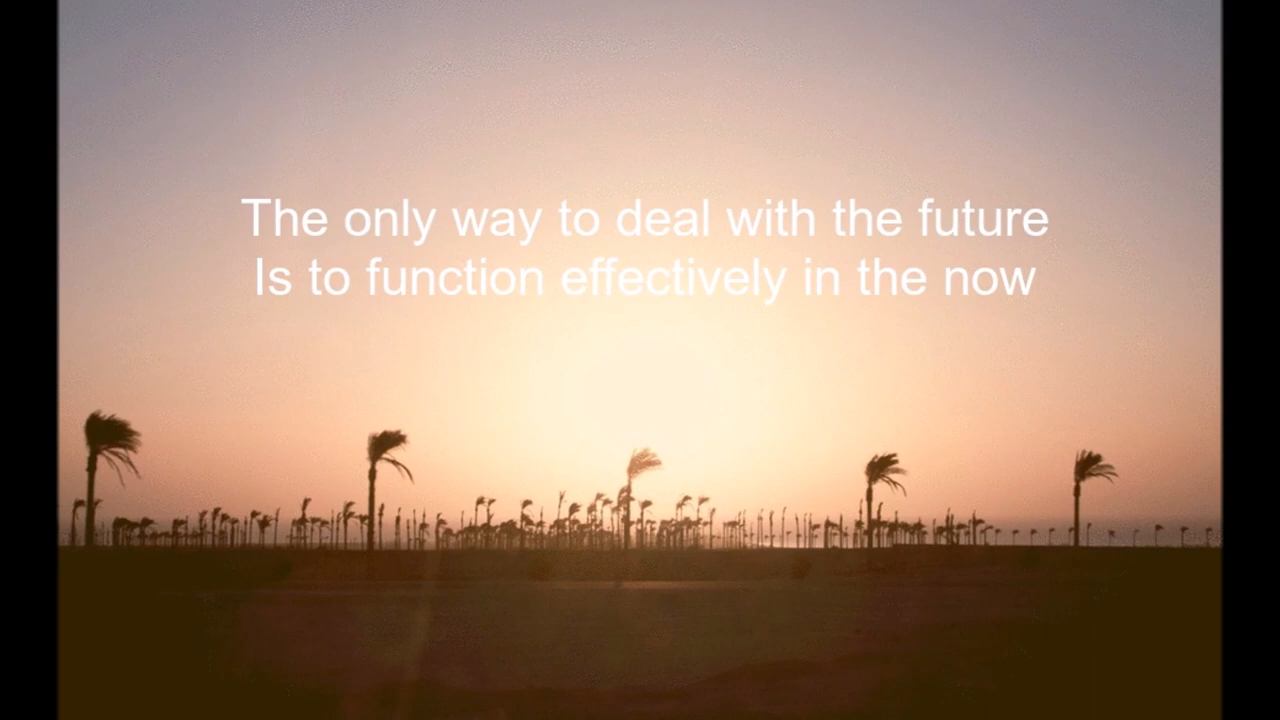 The only way to deal with the future
Is to function effectively in the now